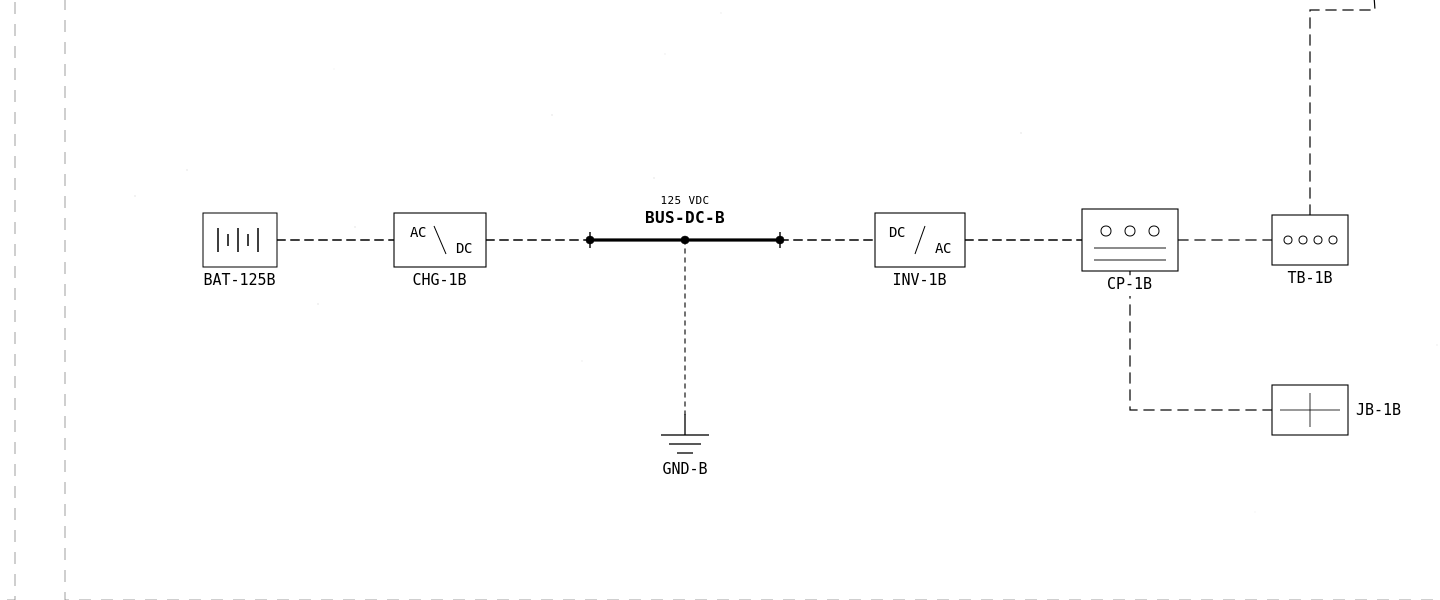 125 VDC
BUS-DC-B
AC
DC
DC
AC
BAT-125B
CHG-1B
INV-1B
CP-1B
TB-1B
JB-1B
GND-B